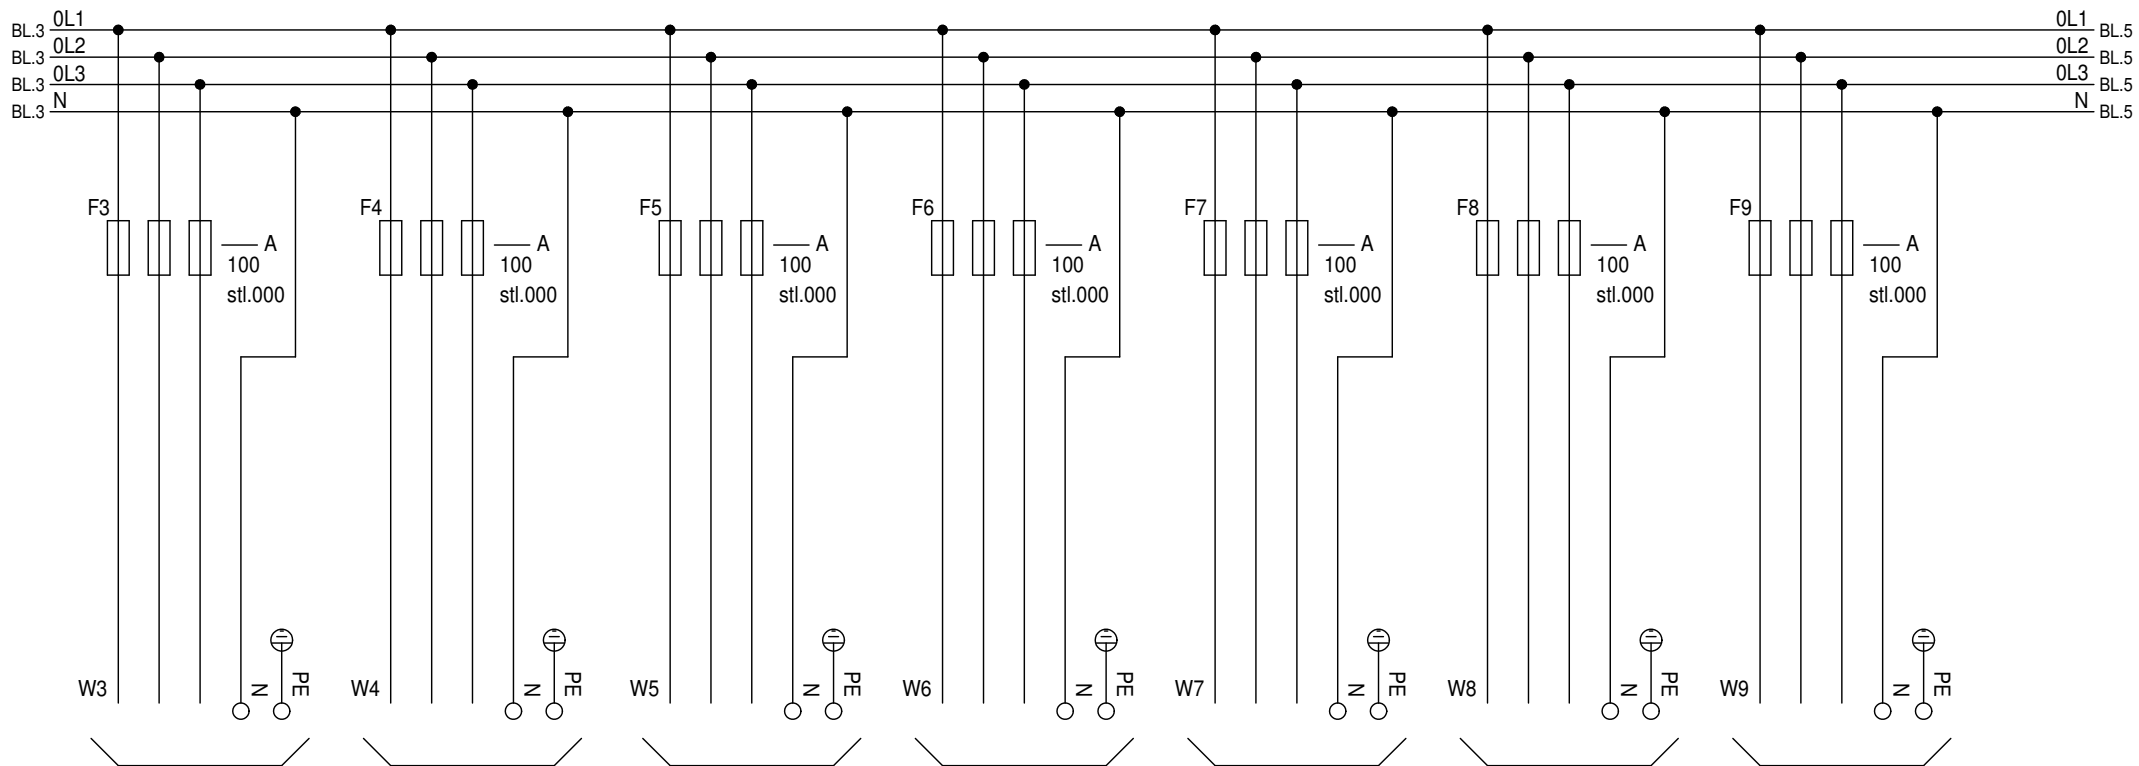 BL.3 0L1 0L1 BL.5
BL.3 0L2 0L2 BL.5
BL.3 0L3 0L3 BL.5
BL.3 N N BL.5
F3 F4 F5 F6 F7 F8 F9
A A A A A A A
100 100 100 100 100 100 100
stl.000 stl.000 stl.000 stl.000 stl.000 stl.000 stl.000
W3 N PE W4 N PE W5 N PE W6 N PE W7 N PE W8 N PE W9 N PE